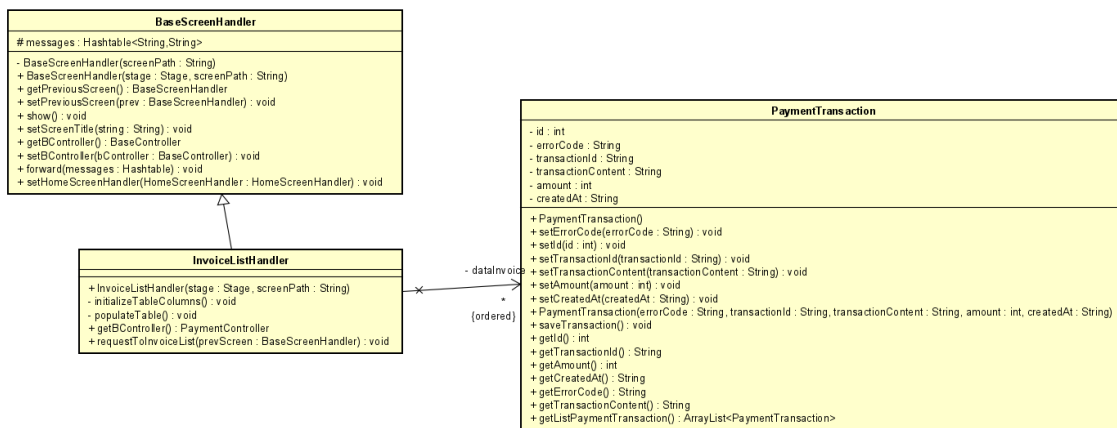 BaseScreenHandler
# messages : Hashtable<String,String>
- BaseScreenHandler(screenPath : String)
+ BaseScreenHandler(stage : Stage, screenPath : String)
+ getPreviousScreen() : BaseScreenHandler
+ setPreviousScreen(prev : BaseScreenHandler) : void
+ show() : void
+ setScreenTitle(string : String) : void
+ getBController() : BaseController
+ setBController(bController : BaseController) : void
+ forward(messages : Hashtable) : void
+ setHomeScreenHandler(HomeScreenHandler : HomeScreenHandler) : void
InvoiceListHandler
+ InvoiceListHandler(stage : Stage, screenPath : String)
- initializeTableColumns() : void
- populateTable() : void
+ getBController() : PaymentController
+ requestToInvoiceList(prevScreen : BaseScreenHandler) : void
- dataInvoice
*
{ordered}
PaymentTransaction
- id : int
- errorCode : String
- transactionId : String
- transactionContent : String
- amount : int
- createdAt : String
+ PaymentTransaction()
+ setErrorCode(errorCode : String) : void
+ setId(id : int) : void
+ setTransactionId(transactionId : String) : void
+ setTransactionContent(transactionContent : String) : void
+ setAmount(amount : int) : void
+ setCreatedAt(createdAt : String) : void
+ PaymentTransaction(errorCode : String, transactionId : String, transactionContent : String, amount : int, createdAt : String)
+ saveTransaction() : void
+ getId() : int
+ getTransactionId() : String
+ getAmount() : int
+ getCreatedAt() : String
+ getErrorCode() : String
+ getTransactionContent() : String
+ getListPaymentTransaction() : ArrayList<PaymentTransaction>